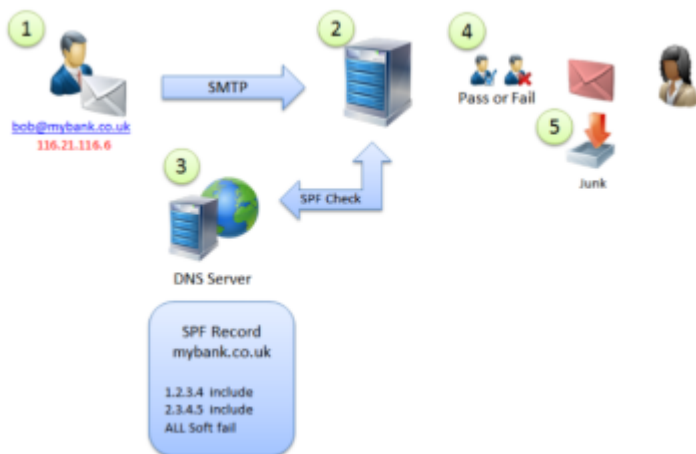 1
2
4
SMTP
Pass or Fail
bob@mybank.co.uk
116.21.116.6
5
3
SPF Check
Junk
DNS Server
SPF Record
mybank.co.uk
1.2.3.4 include
2.3.4.5 include
ALL Soft fail